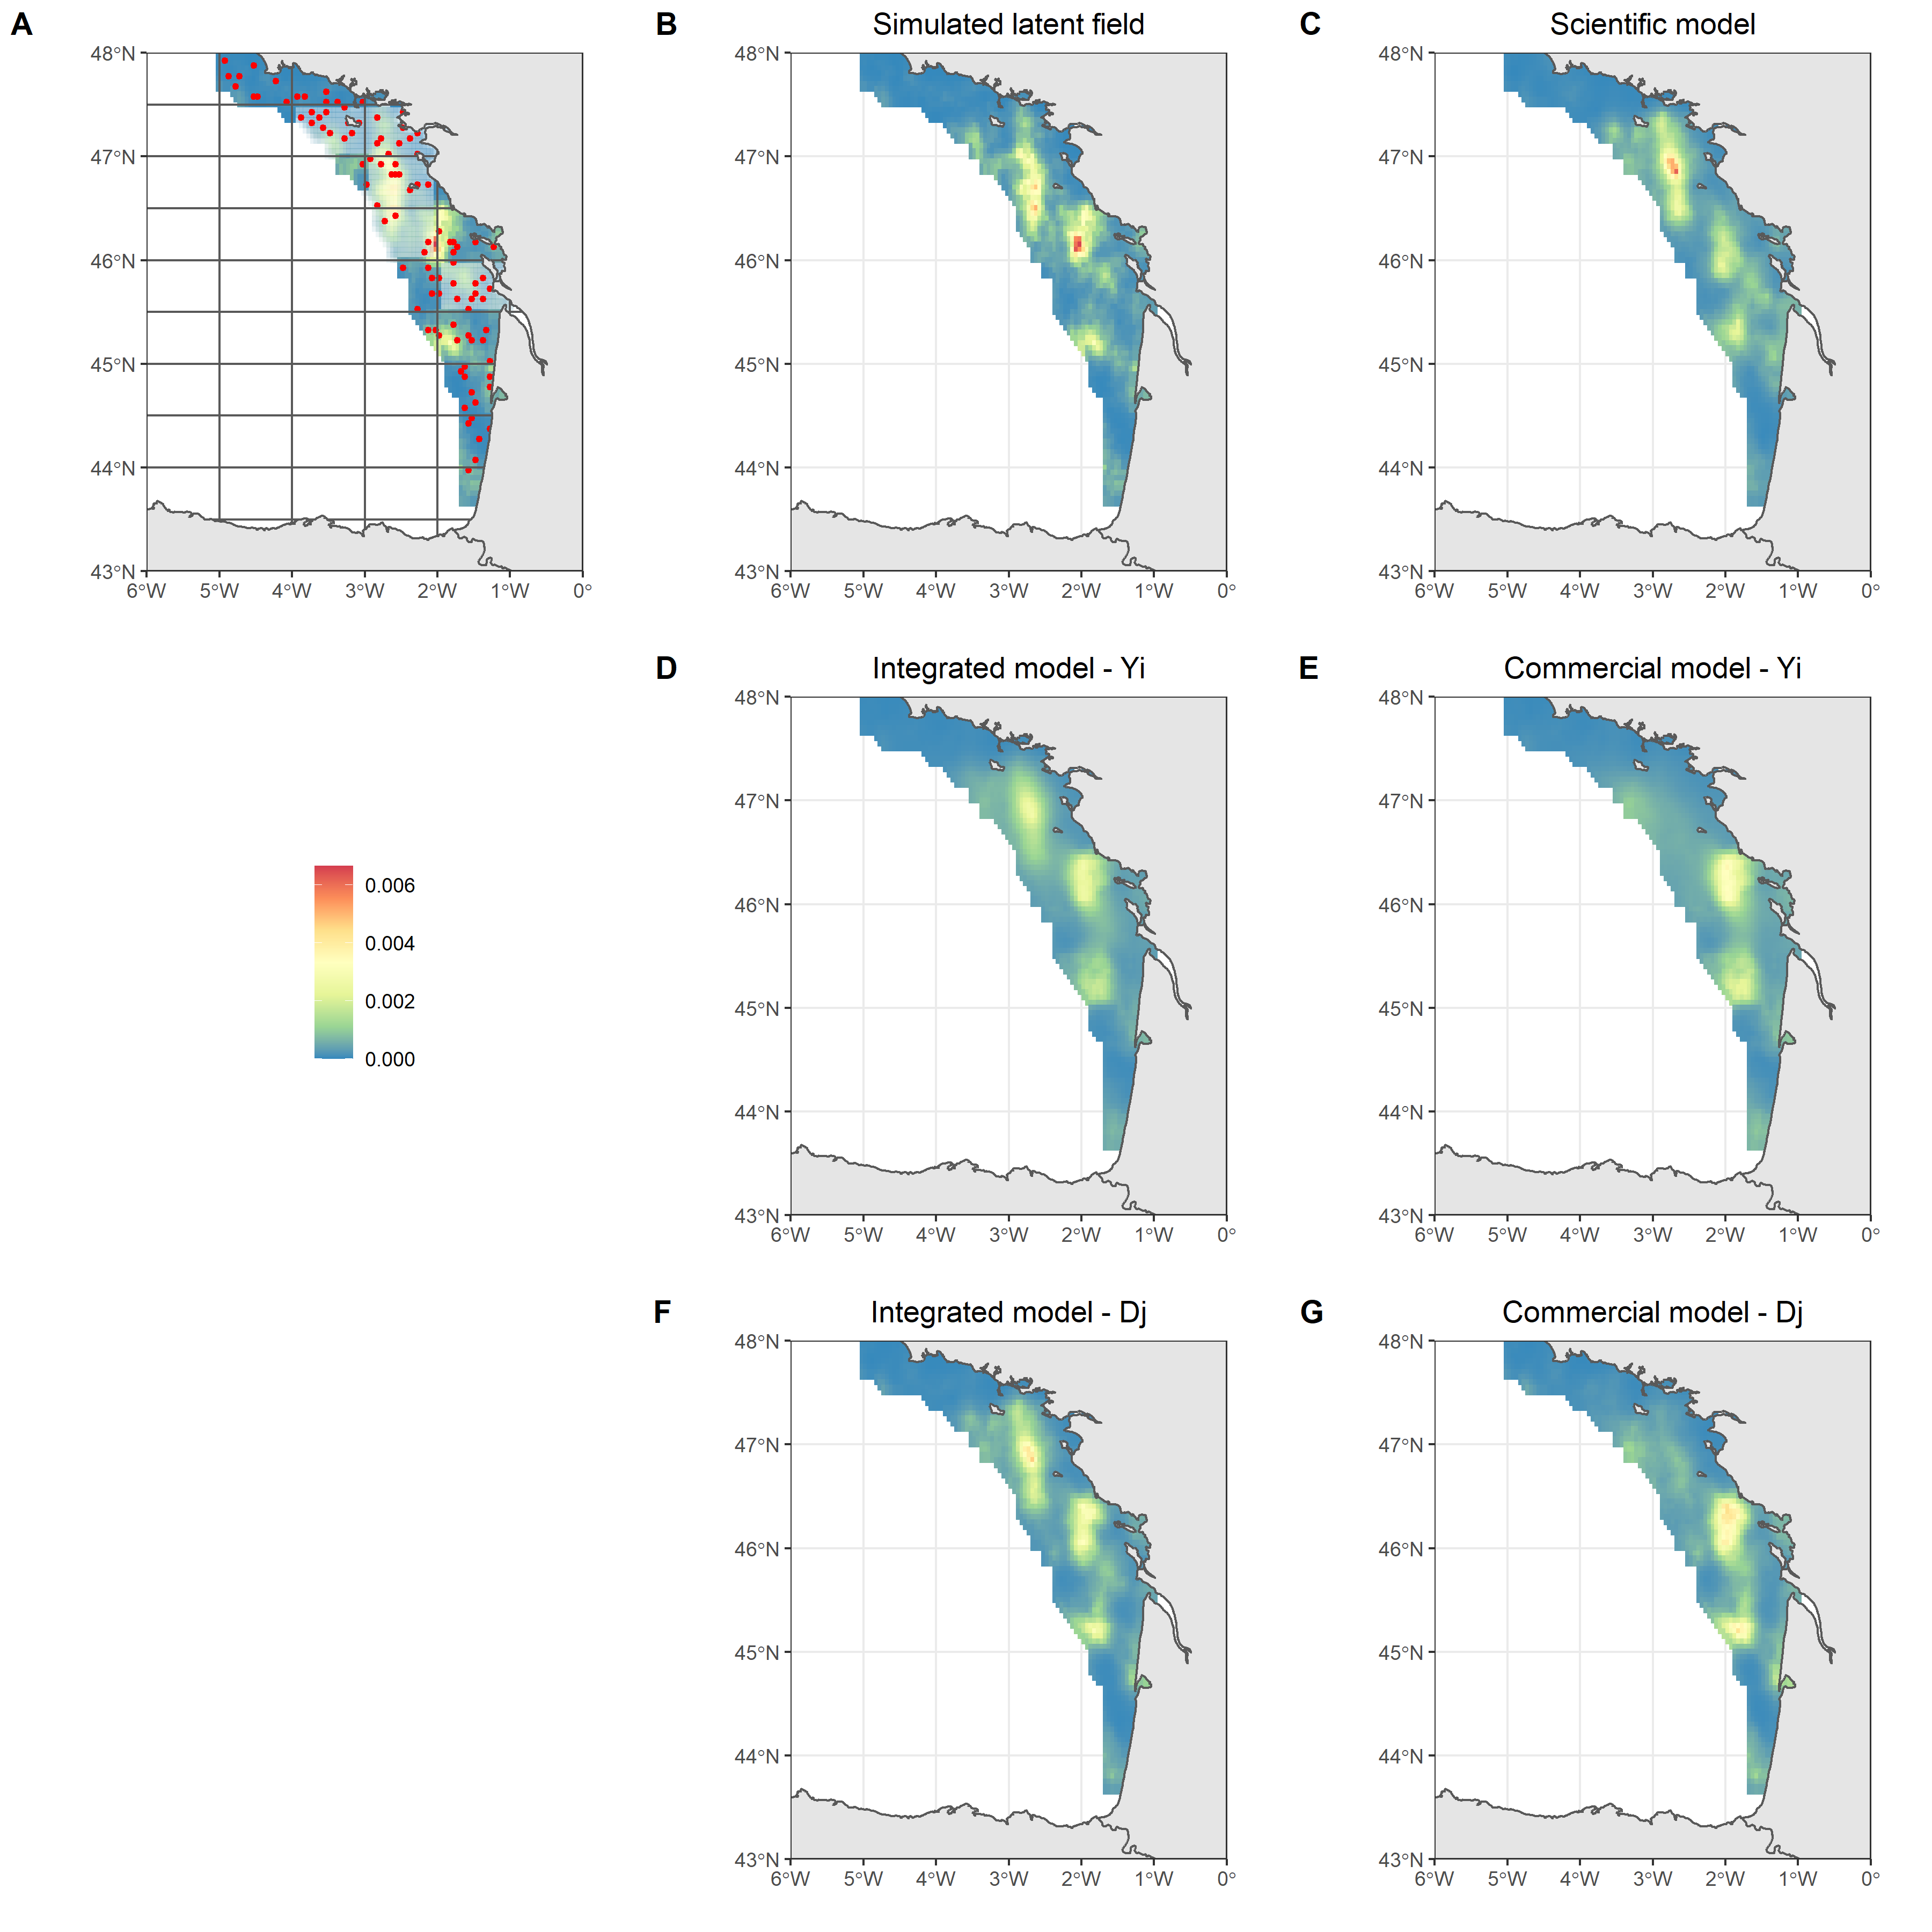 A
B Simulated latent field
C Scientific model
48°N 48°N 48°N
47°N 47°N 47°N
46°N 46°N 46°N
45°N 45°N 45°N
44°N 44°N 44°N
43°N 43°N 43°N
6°W 5°W 4°W 3°W 2°W 1°W 0° 6°W 5°W 4°W 3°W 2°W 1°W 0° 6°W 5°W 4°W 3°W 2°W 1°W 0°
D Integrated model - Yi
E Commercial model - Yi
48°N 48°N
47°N 47°N
46°N 46°N
45°N 45°N
44°N 44°N
43°N 43°N
6°W 5°W 4°W 3°W 2°W 1°W 0° 6°W 5°W 4°W 3°W 2°W 1°W 0°
0.006
0.004
0.002
0.000
F Integrated model - Dj
G Commercial model - Dj
48°N 48°N
47°N 47°N
46°N 46°N
45°N 45°N
44°N 44°N
43°N 43°N
6°W 5°W 4°W 3°W 2°W 1°W 0° 6°W 5°W 4°W 3°W 2°W 1°W 0°